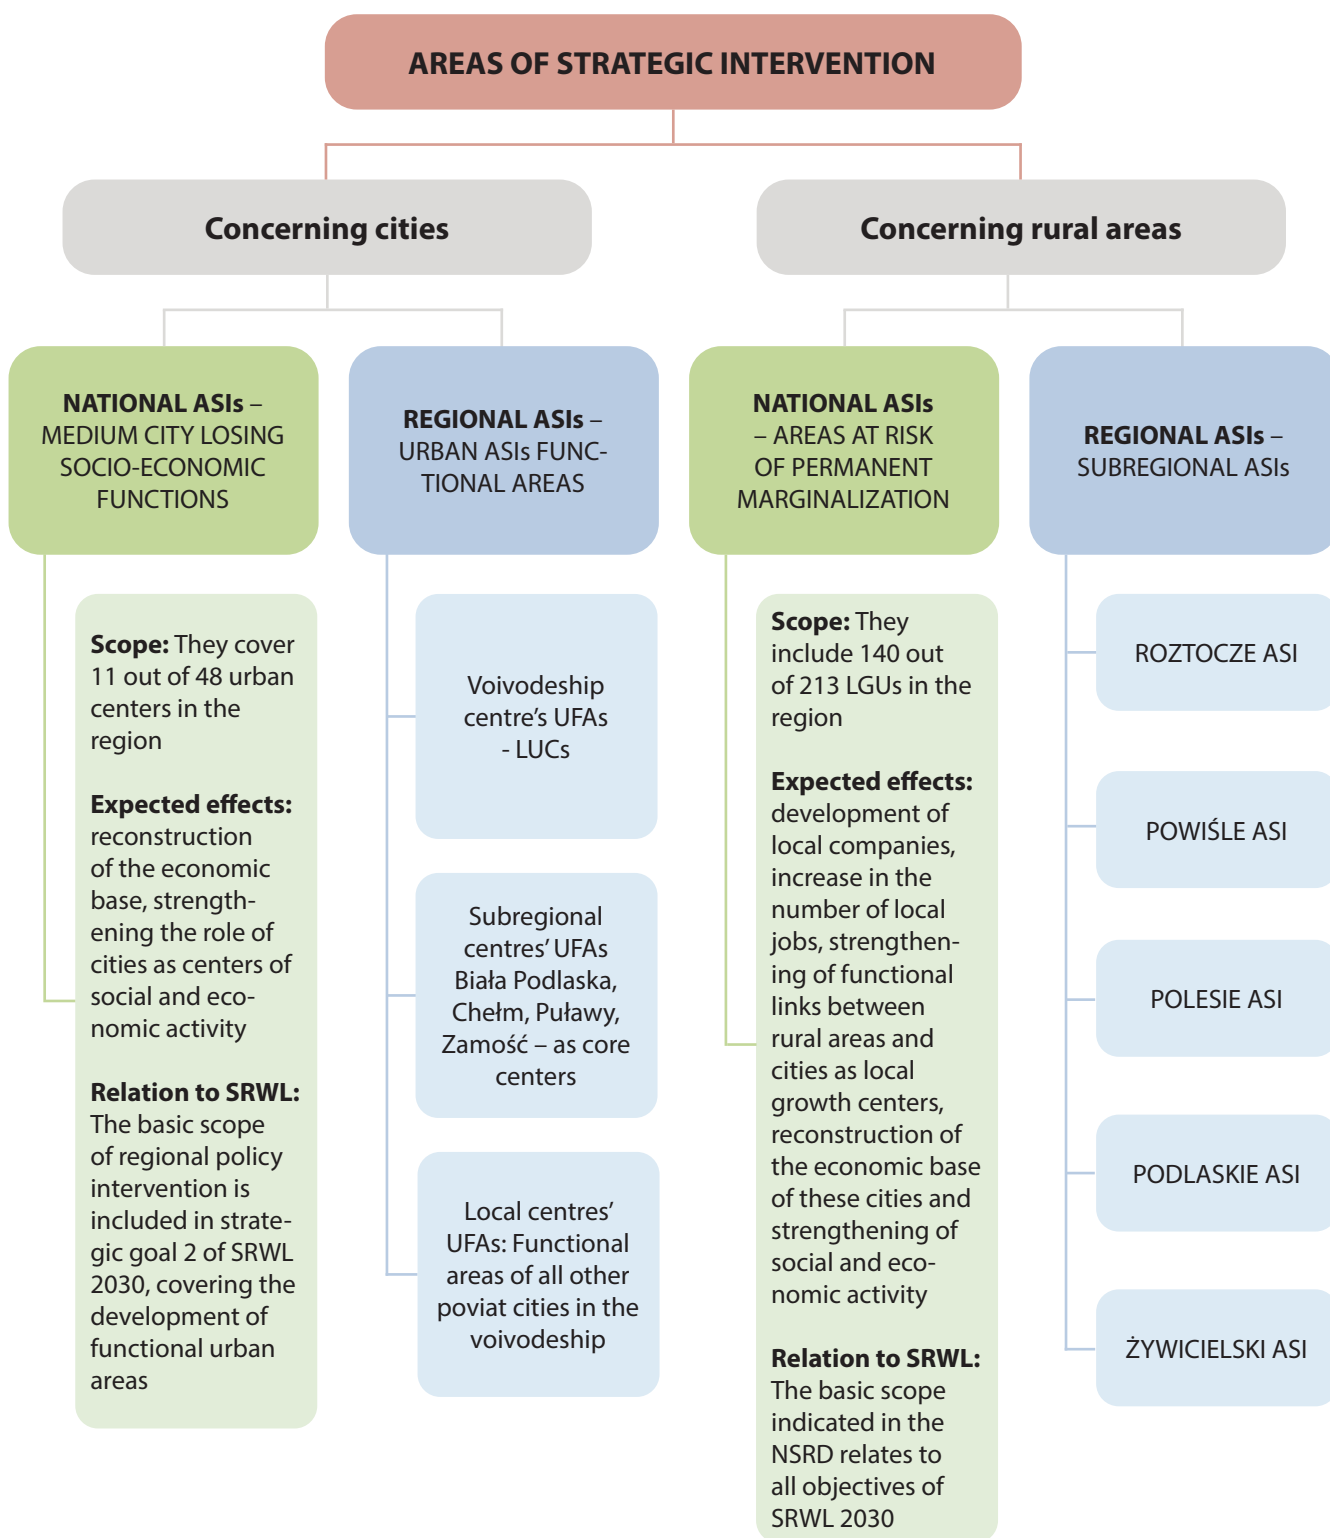 AREAS OF STRATEGIC INTERVENTION
Concerning cities
Concerning rural areas
NATIONAL ASIs –
MEDIUM CITY LOSING
SOCIO-ECONOMIC
FUNCTIONS
REGIONAL ASIs –
URBAN ASIs FUNC-
TIONAL AREAS
NATIONAL ASIs
– AREAS AT RISK
OF PERMANENT
MARGINALIZATION
REGIONAL ASIs –
SUBREGIONAL ASIs
Scope: They cover
11 out of 48 urban
centers in the
region
Expected effects:
reconstruction
of the economic
base, strength-
ening the role of
cities as centers of
social and eco-
nomic activity
Relation to SRWL:
The basic scope
of regional policy
intervention is
included in strate-
gic goal 2 of SRWL
2030, covering the
development of
functional urban
areas
Voivodeship
centre's UFAs
- LUCs
Subregional
centres' UFAs
Biała Podlaska,
Chełm, Puławy,
Zamość – as core
centers
Local centres'
UFAs: Functional
areas of all other
poviat cities in the
voivodeship
Scope: They
include 140 out
of 213 LGUs in the
region
Expected effects:
development of
local companies,
increase in the
number of local
jobs, strengthen-
ing of functional
links between
rural areas and
cities as local
growth centers,
reconstruction of
the economic base
of these cities and
strengthening of
social and eco-
nomic activity
Relation to SRWL:
The basic scope
indicated in the
NSRD relates to
all objectives of
SRWL 2030
ROZTOCZE ASI
POWIŚLE ASI
POLESIE ASI
PODLASKIE ASI
ŻYWICIELSKI ASI